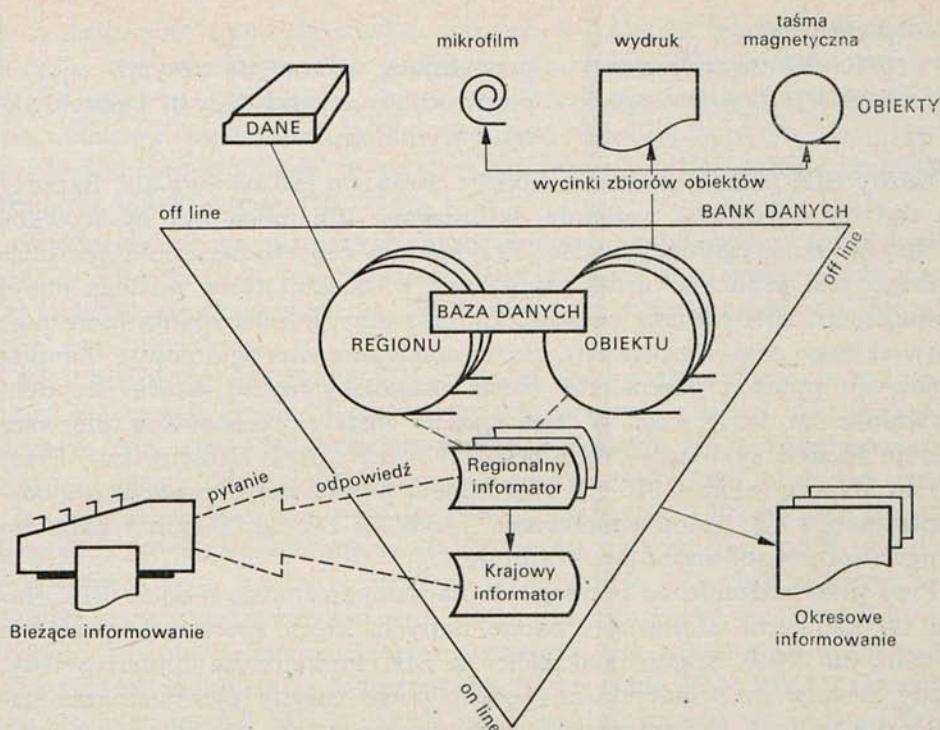 mikrofilm
wydruk
taśma
magnetyczna
DANE
OBIEKTY
wycinki zbiorów obiektów
off line
BANK DANYCH
off line
BAZA DANYCH
REGIONU
OBIEKTU
pytanie
odpowiedź
Regionalny
informator
Krajowy
informator
Bieżące informowanie
Okresowe
informowanie
on line